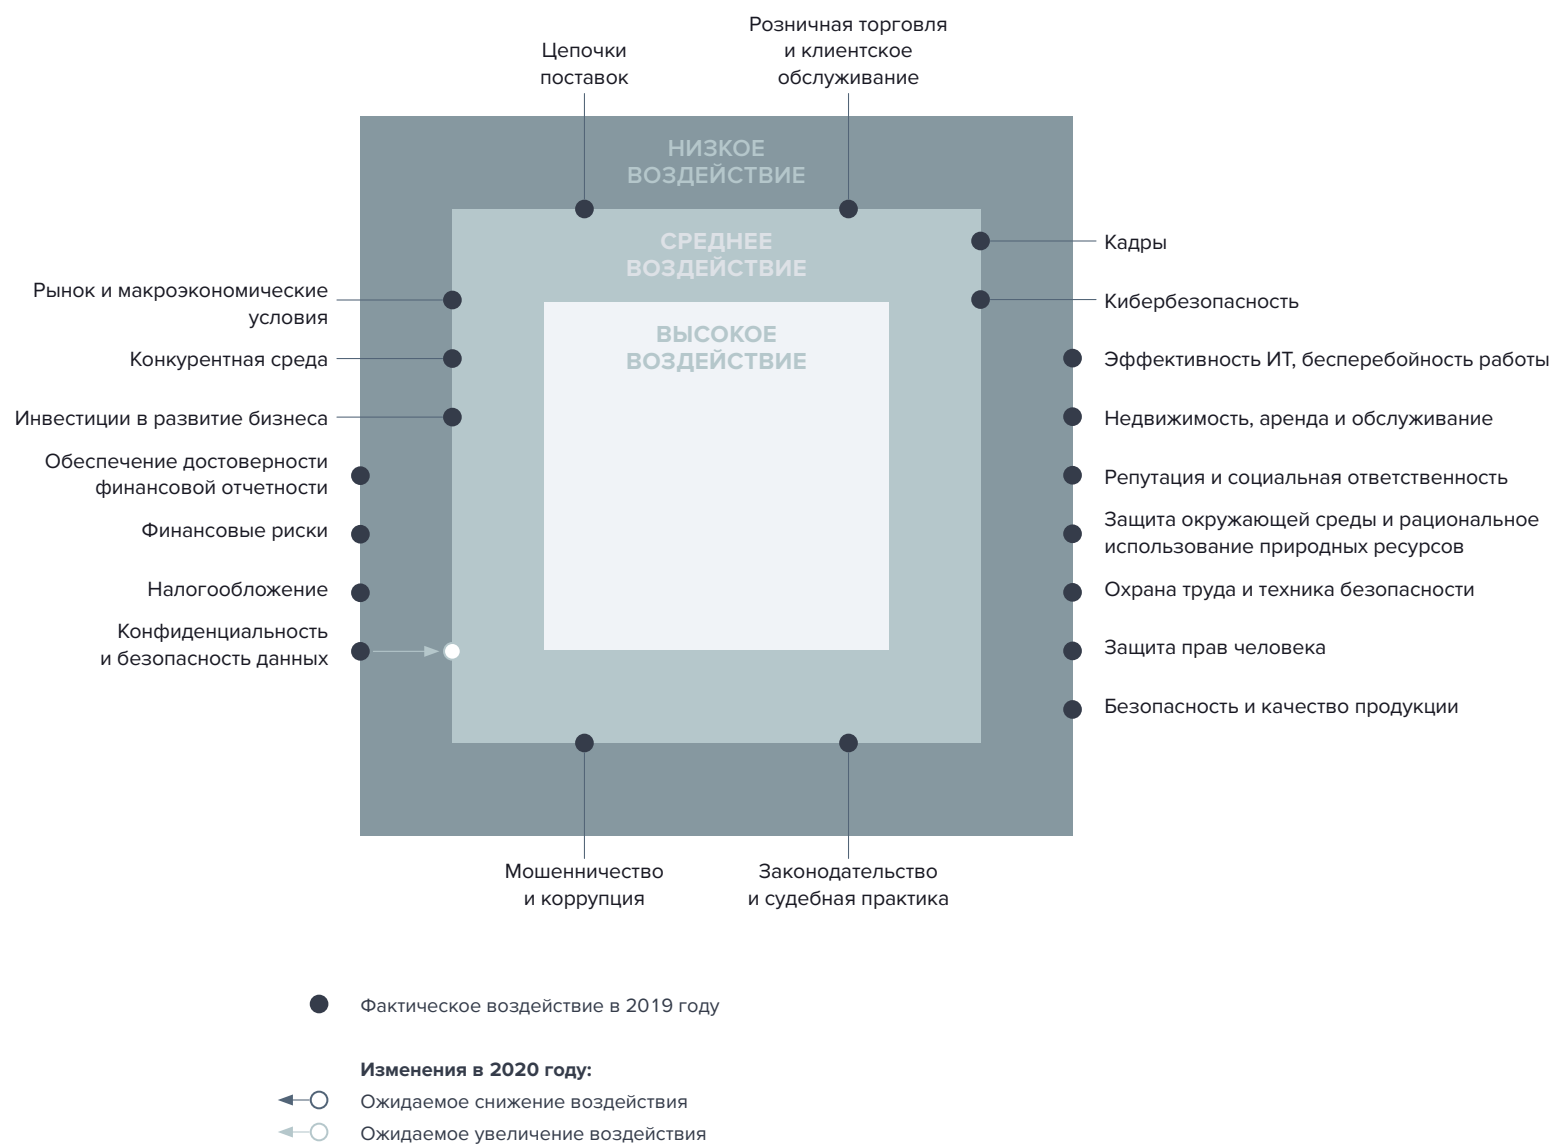 Розничная торговля
и клиентское
обслуживание
Цепочки
поставок
НИЗКОЕ
ВОЗДЕЙСТВИЕ
СРЕДНЕЕ
ВОЗДЕЙСТВИЕ
ВЫСОКОЕ
ВОЗДЕЙСТВИЕ
Рынок и макроэкономические
условия
Конкурентная среда
Инвестиции в развитие бизнеса
Обеспечение достоверности
финансовой отчетности
Финансовые риски
Налогообложение
Конфиденциальность
и безопасность данных
Кадры
Кибербезопасность
Эффективность ИТ, бесперебойность работы
Недвижимость, аренда и обслуживание
Репутация и социальная ответственность
Защита окружающей среды и рациональное
использование природных ресурсов
Охрана труда и техника безопасности
Защита прав человека
Безопасность и качество продукции
Мошенничество
и коррупция
Законодательство
и судебная практика
Фактическое воздействие в 2019 году
Изменения в 2020 году:
Ожидаемое снижение воздействия
Ожидаемое увеличение воздействия